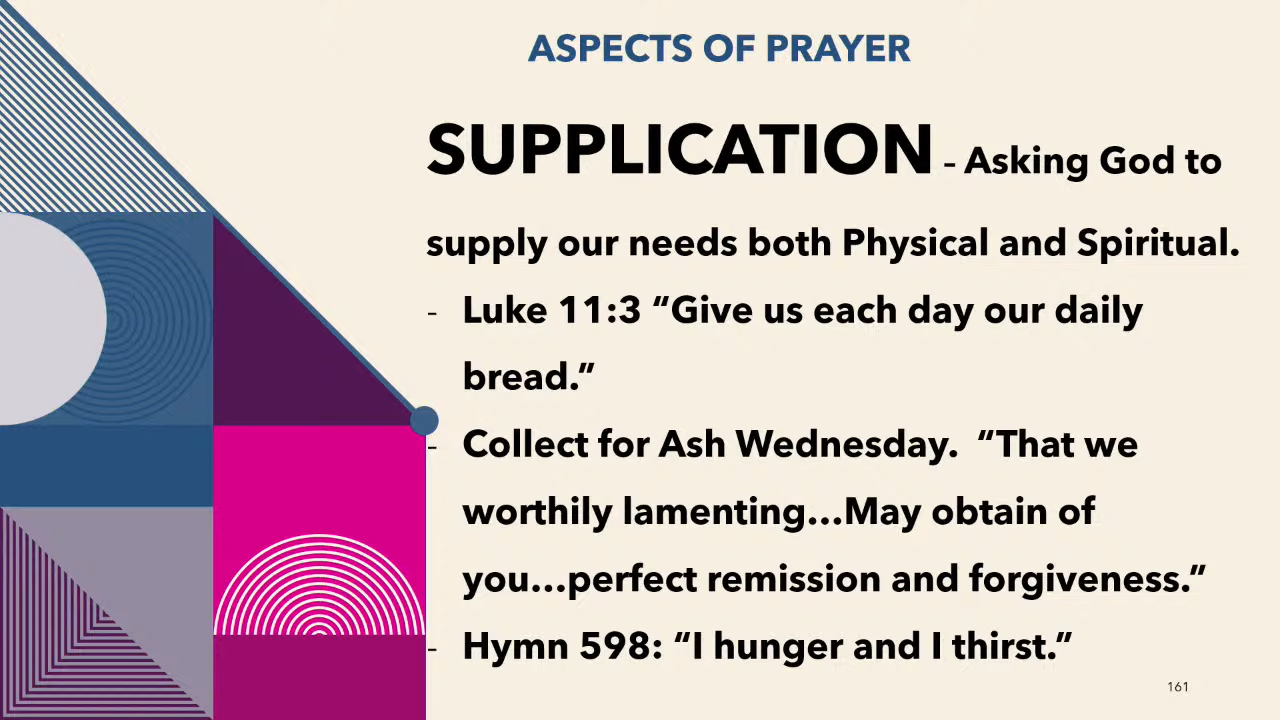 ASPECTS OF PRAYER
SUPPLICATION – Asking God to
supply our needs both Physical and Spiritual.
- Luke 11:3 “Give us each day our daily
bread.”
- Collect for Ash Wednesday.  “That we
worthily lamenting…May obtain of
you…perfect remission and forgiveness.”
- Hymn 598: “I hunger and I thirst.”
161